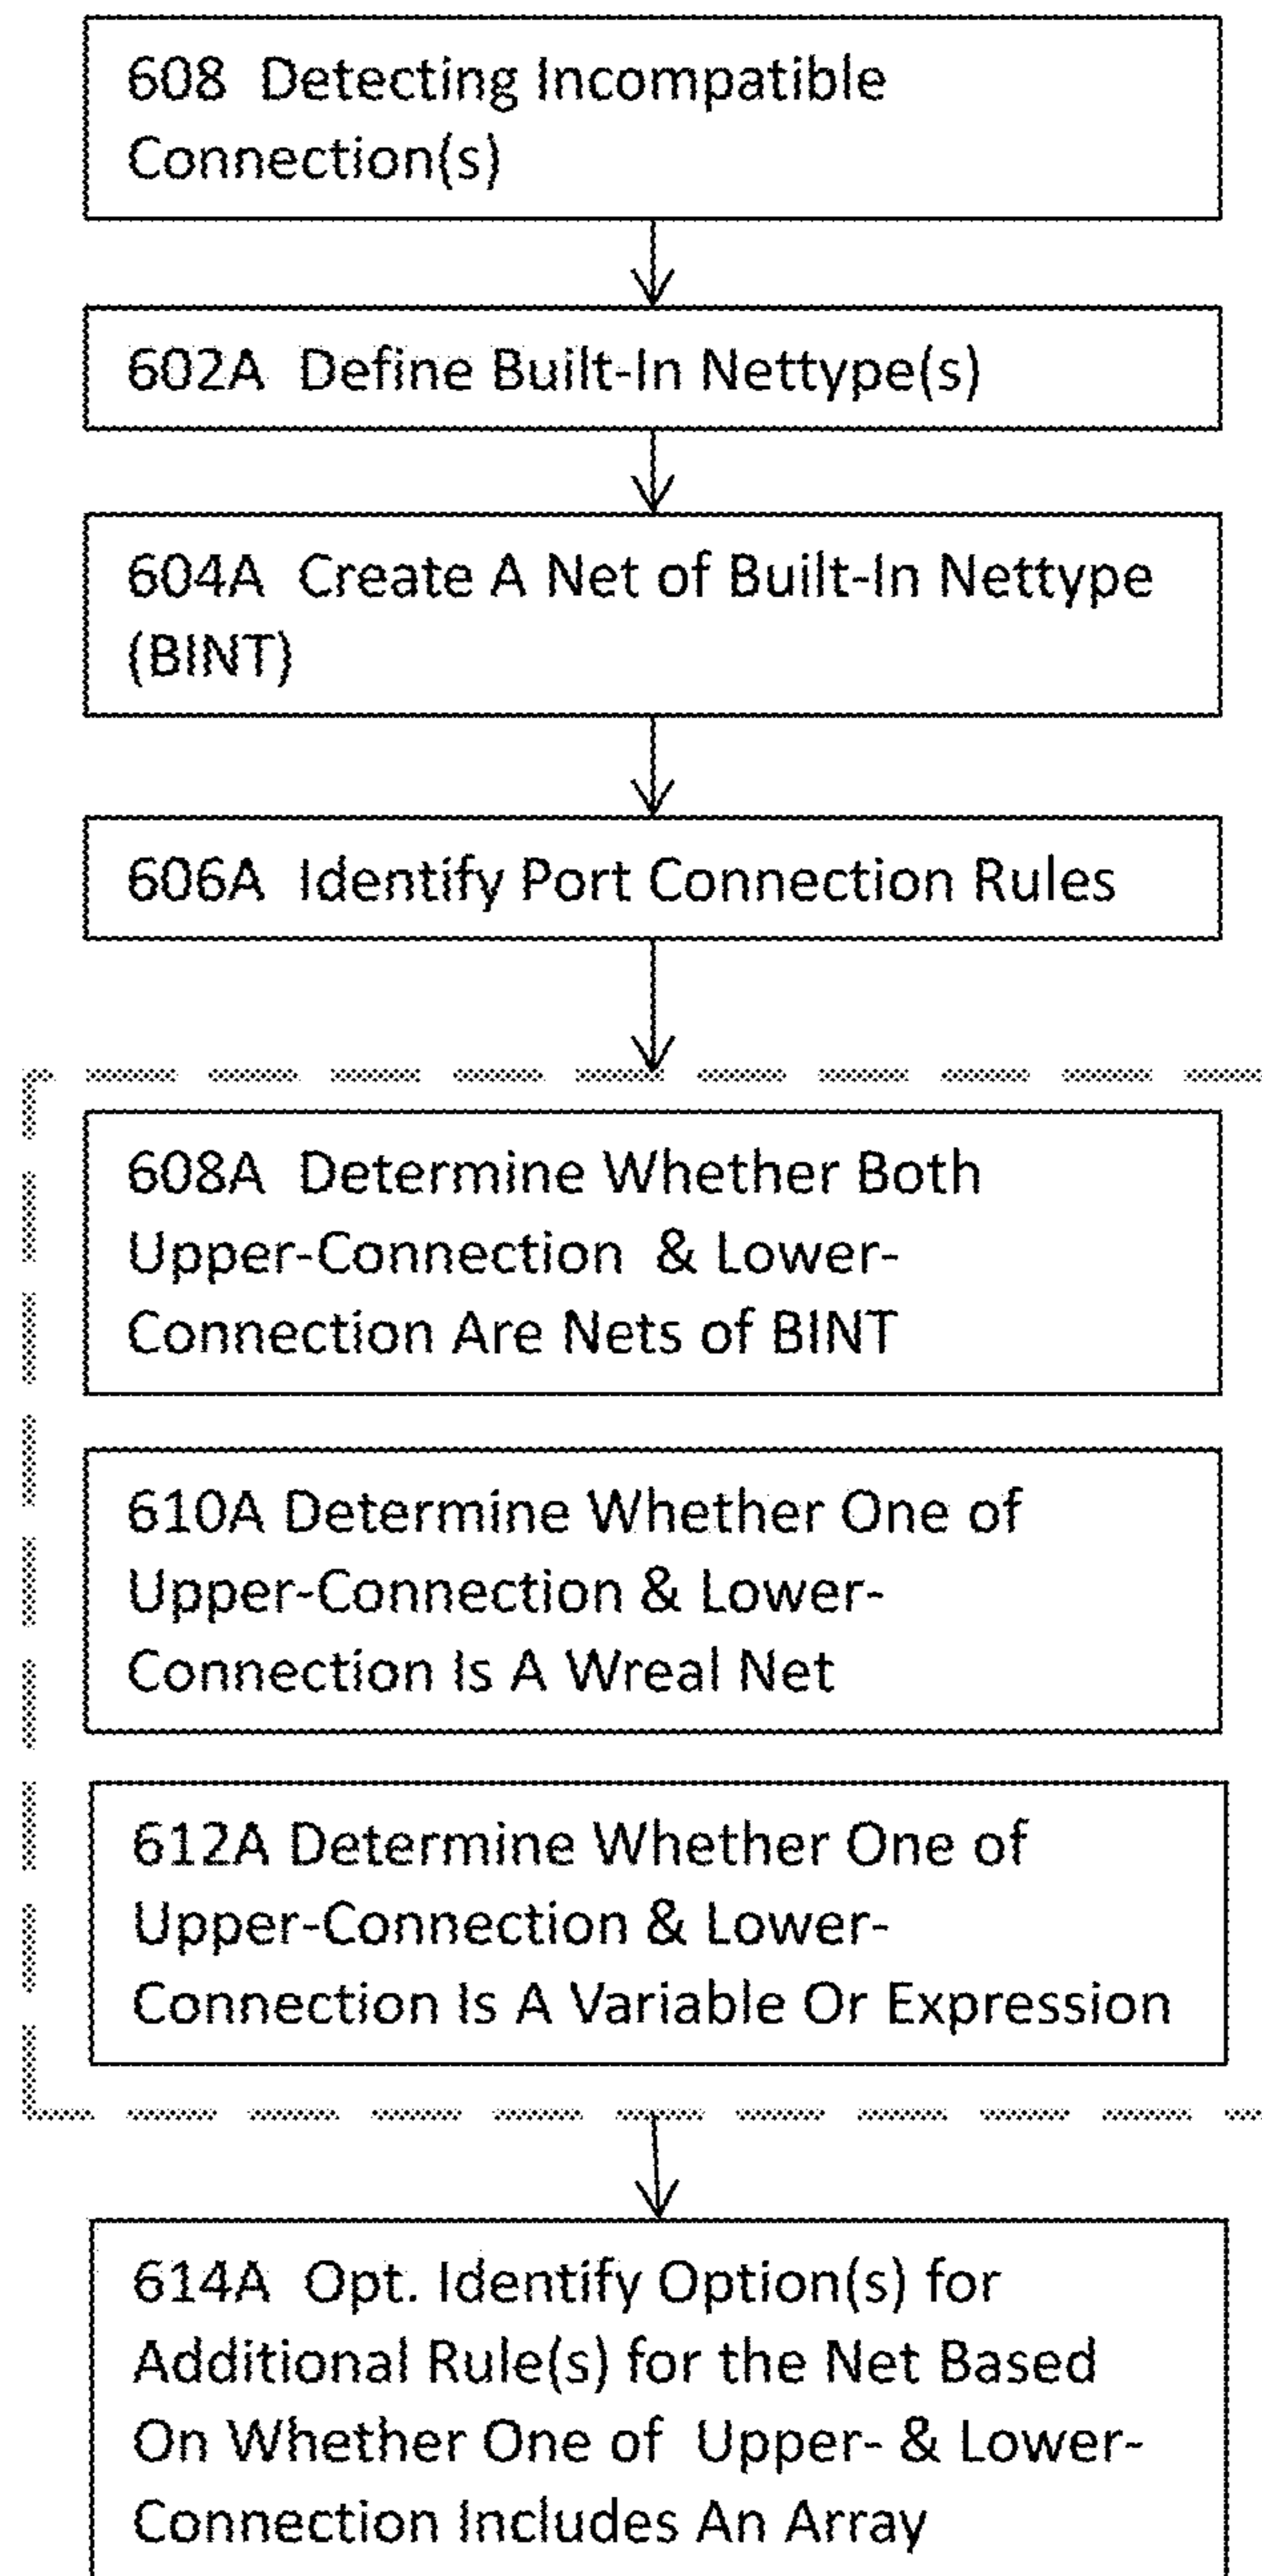 608 Detecting Incompatible
Connection(s)
602A Define Built-In Nettype(s)
604A Create A Net of Built-In Nettype
(BINT)
606A Identify Port Connection Rules
608A Determine Whether Both
Upper-Connection & Lower-
Connection Are Nets of BINT
610A Determine Whether One of
Upper-Connection & Lower-
Connection Is A Wreal Net
612A Determine Whether One of
Upper-Connection & Lower-
Connection Is A Variable Or Expression
614A Opt. Identify Option(s) for
Additional Rule(s) for the Net Based
On Whether One of Upper- & Lower-
Connection Includes An Array